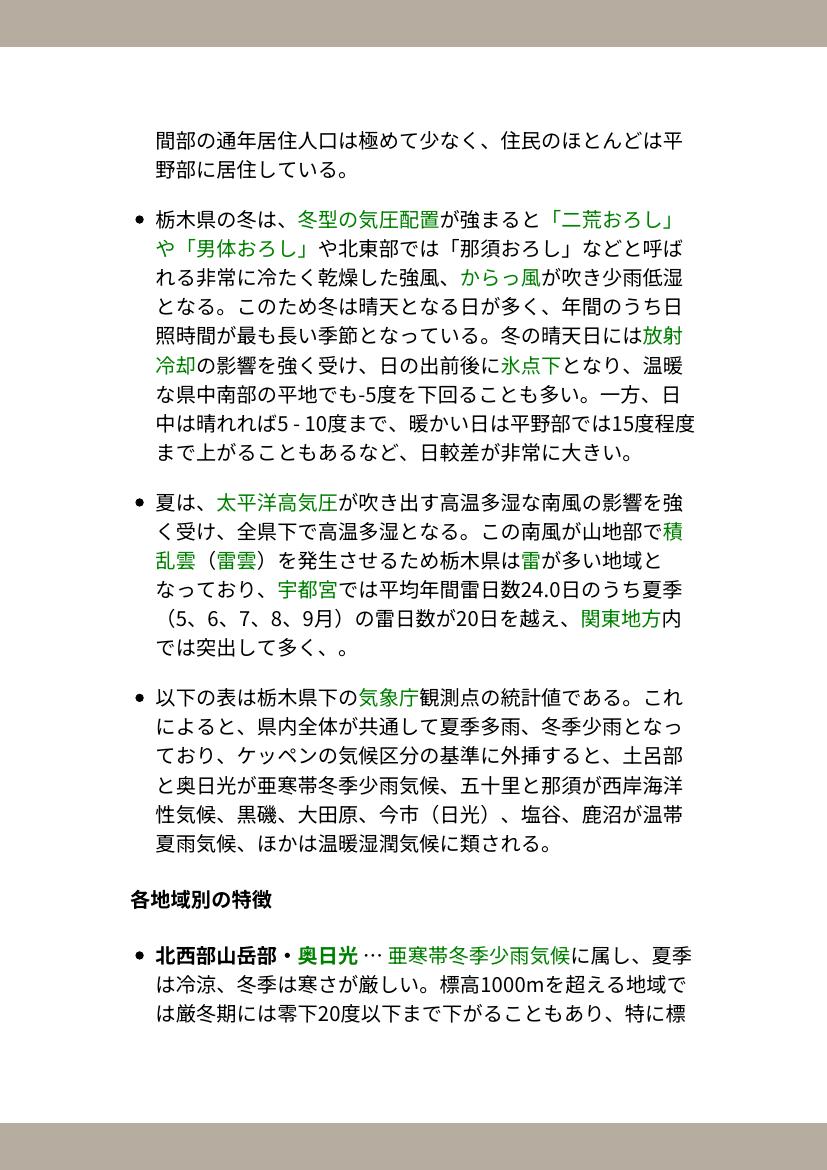 間部の通年居住人口は極めて少なく、住民のほとんどは平
野部に居住している。
• 栃木県の冬は、冬型の気圧配置が強まると「二荒おろし」
や「男体おろし」や北東部では「那須おろし」などと呼ば
れる非常に冷たく乾燥した強風、からっ風が吹き少雨低湿
となる。このため冬は晴天となる日が多く、年間のうち日
照時間が最も長い季節となっている。冬の晴天日には放射
冷却の影響を強く受け、日の出前後に氷点下となり、温暖
な県中南部の平地でも-5度を下回ることも多い。一方、日
中は晴れれば5 - 10度まで、暖かい日は平野部では15度程度
まで上がることもあるなど、日較差が非常に大きい。
• 夏は、太平洋高気圧が吹き出す高温多湿な南風の影響を強
く受け、全県下で高温多湿となる。この南風が山地部で積
乱雲（雷雲）を発生させるため栃木県は雷が多い地域と
なっており、宇都宮では平均年間雷日数24.0日のうち夏季
（5、6、7、8、9月）の雷日数が20日を越え、関東地方内
では突出して多く、。
• 以下の表は栃木県下の気象庁観測点の統計値である。これ
によると、県内全体が共通して夏季多雨、冬季少雨となっ
ており、ケッペンの気候区分の基準に外挿すると、土呂部
と奥日光が亜寒帯冬季少雨気候、五十里と那須が西岸海洋
性気候、黒磯、大田原、今市（日光）、塩谷、鹿沼が温帯
夏雨気候、ほかは温暖湿潤気候に類される。
各地域別の特徴
• 北西部山岳部・奥日光 … 亜寒帯冬季少雨気候に属し、夏季
は冷涼、冬季は寒さが厳しい。標高1000mを超える地域で
は厳冬期には零下20度以下まで下がることもあり、特に標